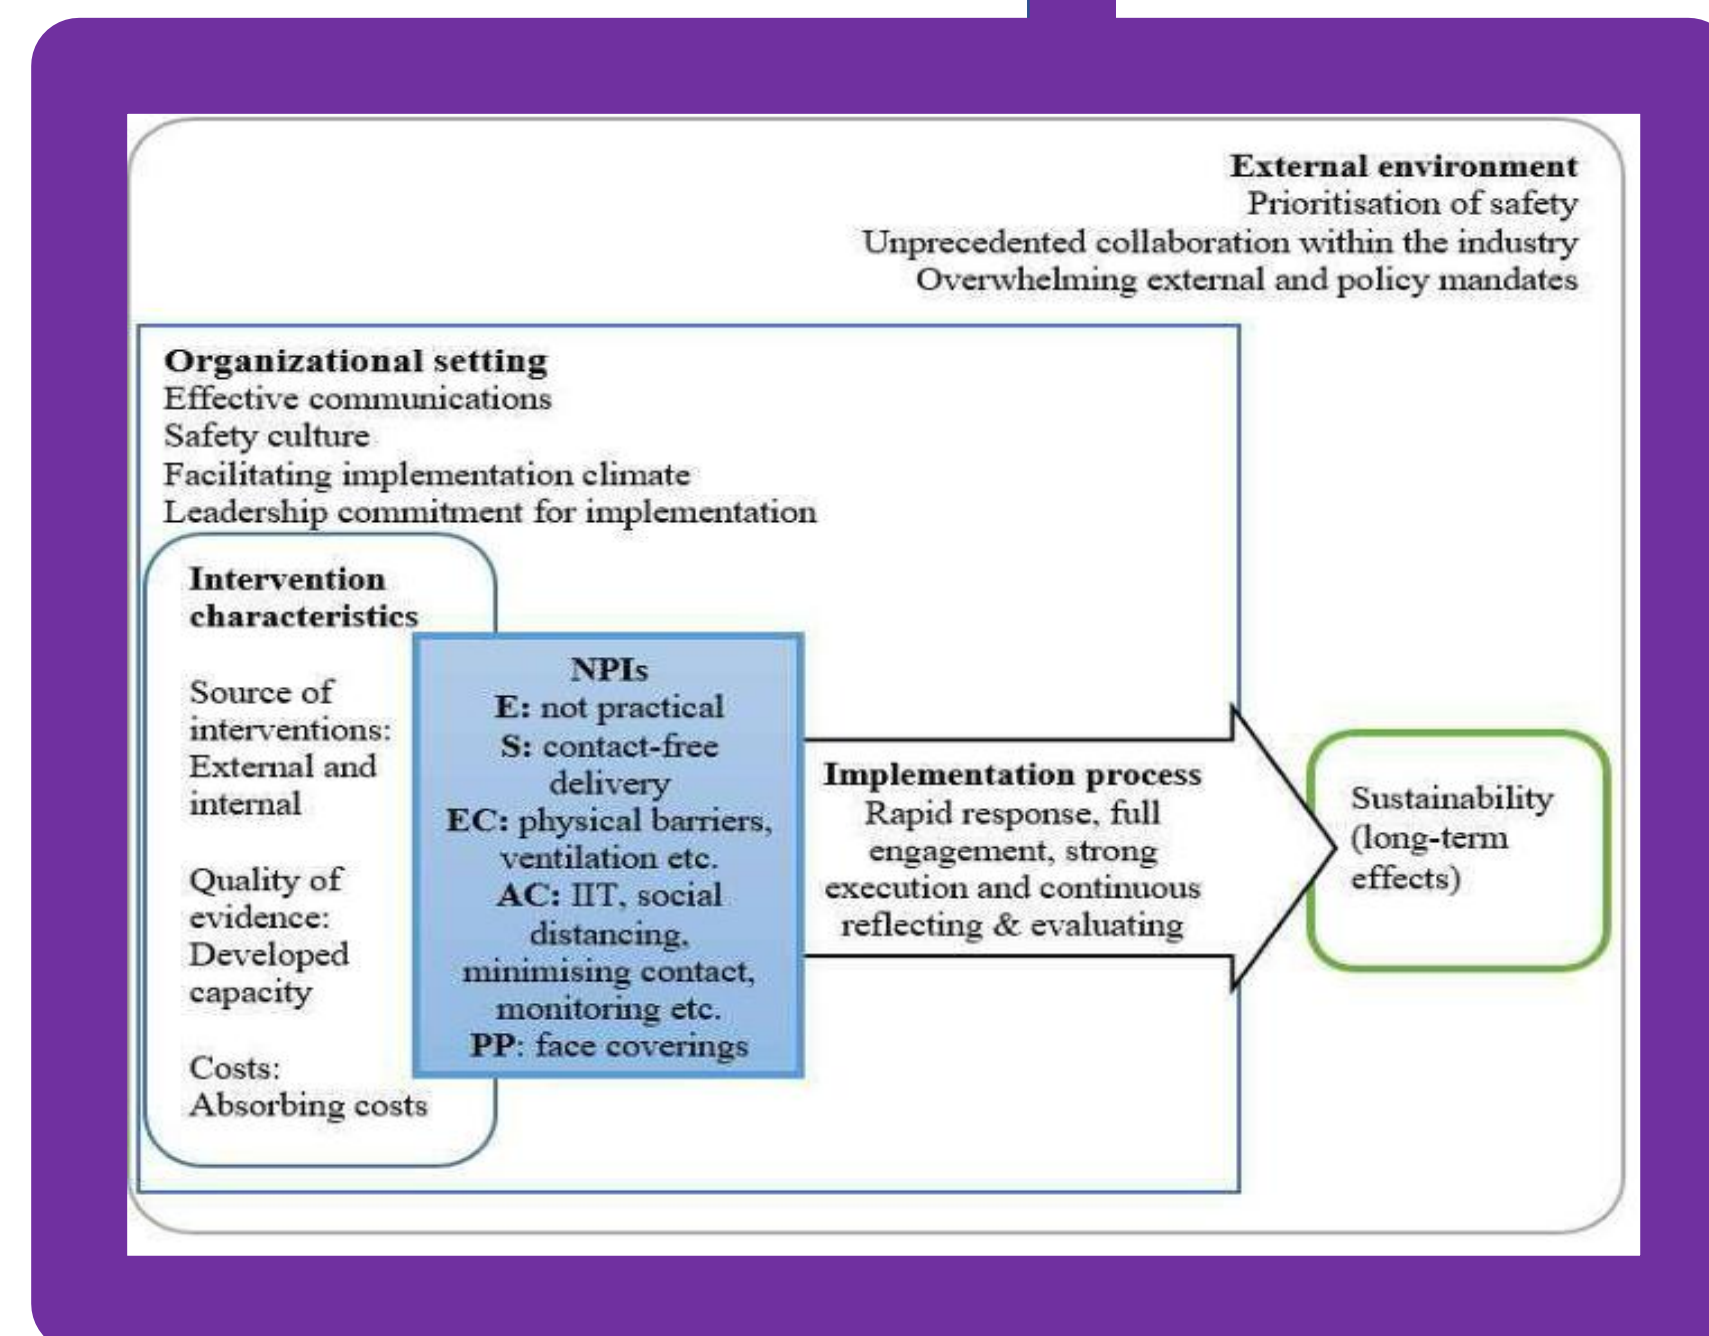 External environment
Prioritisation of safety
Unprecedented collaboration within the industry
Overwhelming external and policy mandates
Organizational setting
Effective communications
Safety culture
Facilitating implementation climate
Leadership commitment for implementation
Intervention
characteristics
Source of
interventions:
External and
internal
Quality of
evidence:
Developed
capacity
Costs:
Absorbing costs
NPIs
E: not practical
S: contact-free
delivery
EC: physical barriers,
ventilation etc.
AC: IIT, social
distancing,
minimising contact,
monitoring etc.
PP: face coverings
Implementation process
Rapid response, full
engagement, strong
execution and continuous
reflecting & evaluating
Sustainability
(long-term
effects)